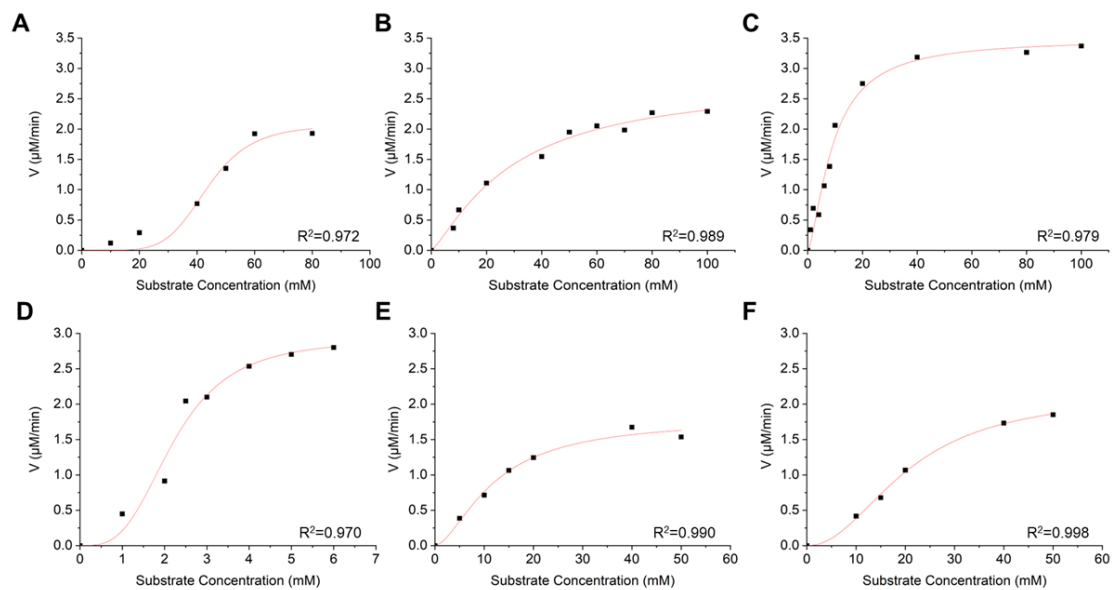 A
B
C
3.5
3.0
2.5
2.0
1.5
1.0
0.5
0.0
V (µM/min)
0 20 40 60 80 100
Substrate Concentration (mM)
R²=0.972
3.5
3.0
2.5
2.0
1.5
1.0
0.5
0.0
V (µM/min)
0 20 40 60 80 100
Substrate Concentration (mM)
R²=0.989
3.5
3.0
2.5
2.0
1.5
1.0
0.5
0.0
V (µM/min)
0 20 40 60 80 100
Substrate Concentration (mM)
R²=0.979
D
E
F
3.0
2.5
2.0
1.5
1.0
0.5
0.0
V (µM/min)
0 1 2 3 4 5 6 7
Substrate Concentration (mM)
R²=0.970
3.0
2.5
2.0
1.5
1.0
0.5
0.0
V (µM/min)
0 10 20 30 40 50 60
Substrate Concentration (mM)
R²=0.990
3.0
2.5
2.0
1.5
1.0
0.5
0.0
V (µM/min)
0 10 20 30 40 50 60
Substrate Concentration (mM)
R²=0.998